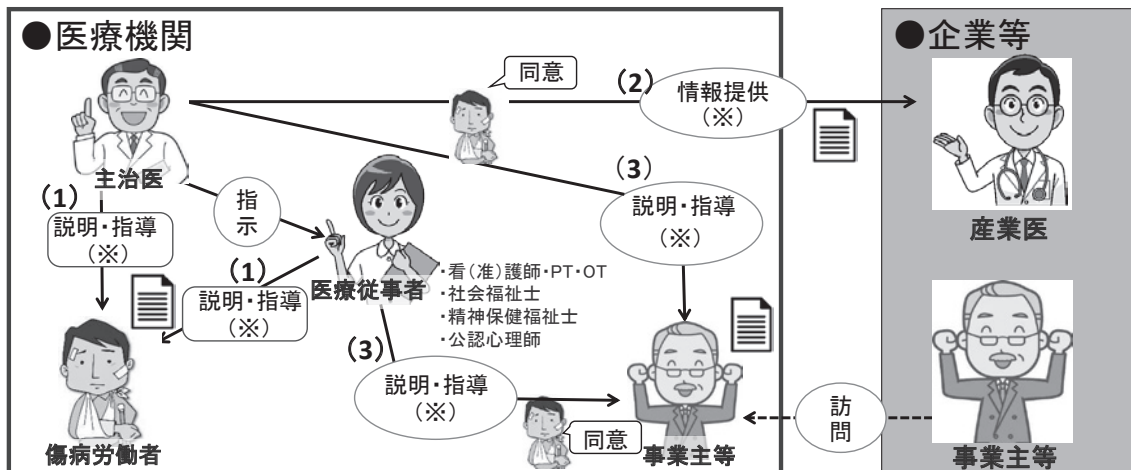 ●医療機関
●企業等
同意
(2)
情報提供
(※)
主治医
(1)
説明・指導
(※)
指
示
(3)
説明・指導
(※)
産業医
(1)
説明・指導
(※)
医療従事者
・看(准)護師・PT・OT
・社会福祉士
・精神保健福祉士
・公認心理師
(3)
説明・指導
(※)
同意
訪
問
傷病労働者
事業主等
事業主等